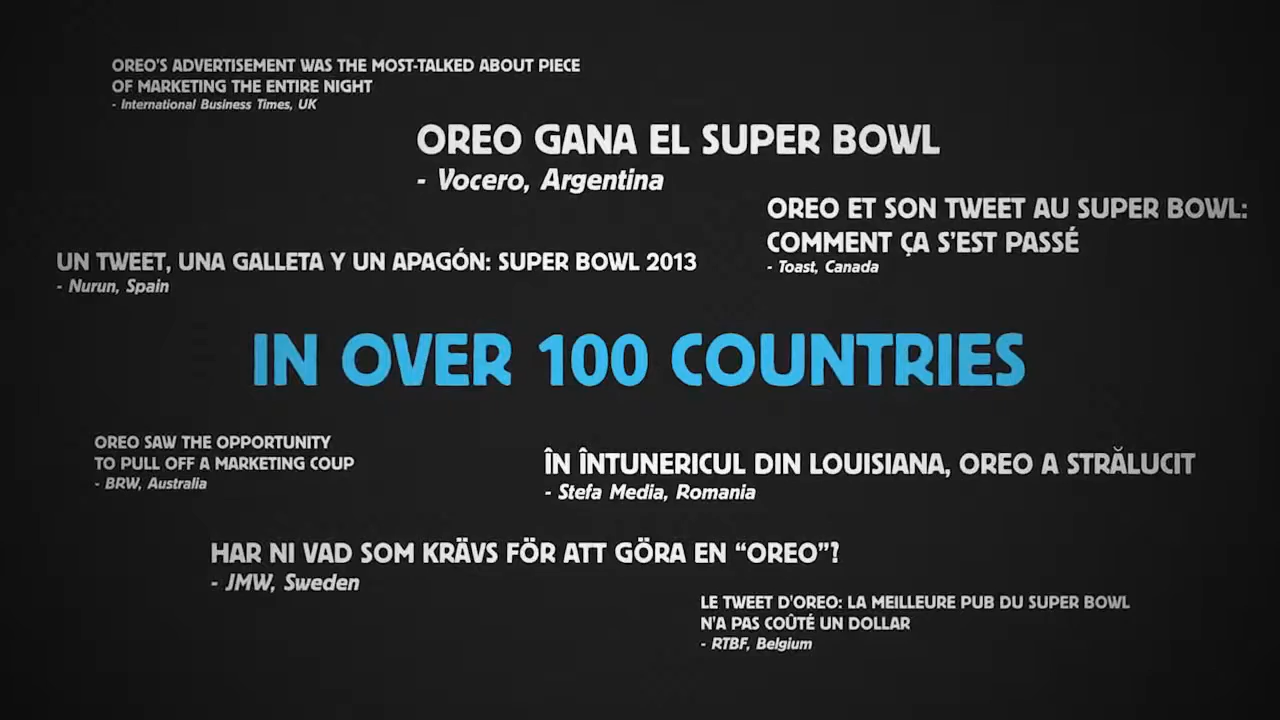 OREO'S ADVERTISEMENT WAS THE MOST-TALKED ABOUT PIECE
OF MARKETING THE ENTIRE NIGHT
- International Business Times, UK
OREO GANA EL SUPER BOWL
- Vocero, Argentina
OREO ET SON TWEET AU SUPER BOWL:
COMMENT ÇA S'EST PASSÉ
- Toast, Canada
UN TWEET, UNA GALLETA Y UN APAGÓN: SUPER BOWL 2013
- Nurun, Spain
IN OVER 100 COUNTRIES
OREO SAW THE OPPORTUNITY
TO PULL OFF A MARKETING COUP
- BRW, Australia
ÎN ÎNTUNERICUL DIN LOUISIANA, OREO A STRĂLUCIT
- Stefa Media, Romania
HAR NI VAD SOM KRÄVS FÖR ATT GÖRA EN “OREO”?
- JMW, Sweden
LE TWEET D'OREO: LA MEILLEURE PUB DU SUPER BOWL
N'A PAS COÛTÉ UN DOLLAR
- RTBF, Belgium